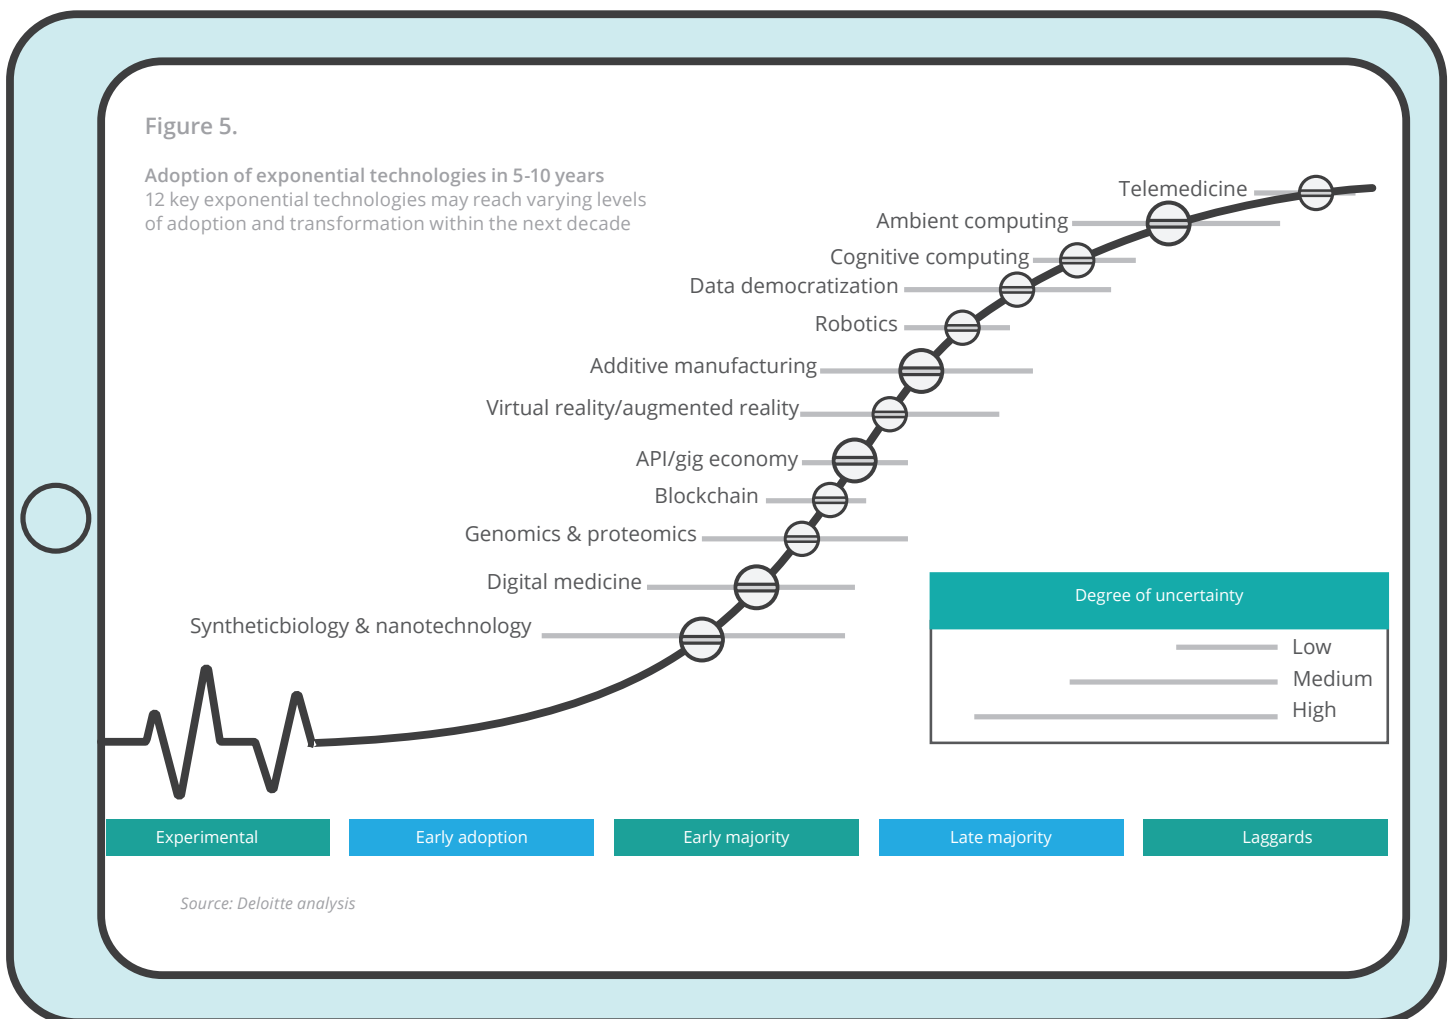 Figure 5.
Adoption of exponential technologies in 5-10 years
12 key exponential technologies may reach varying levels
of adoption and transformation within the next decade
Telemedicine
Ambient computing
Cognitive computing
Data democratization
Robotics
Additive manufacturing
Virtual reality/augmented reality
API/gig economy
Blockchain
Genomics & proteomics
Digital medicine
Syntheticbiology & nanotechnology
Degree of uncertainty
Low
Medium
High
Experimental
Early adoption
Early majority
Late majority
Laggards
Source: Deloitte analysis